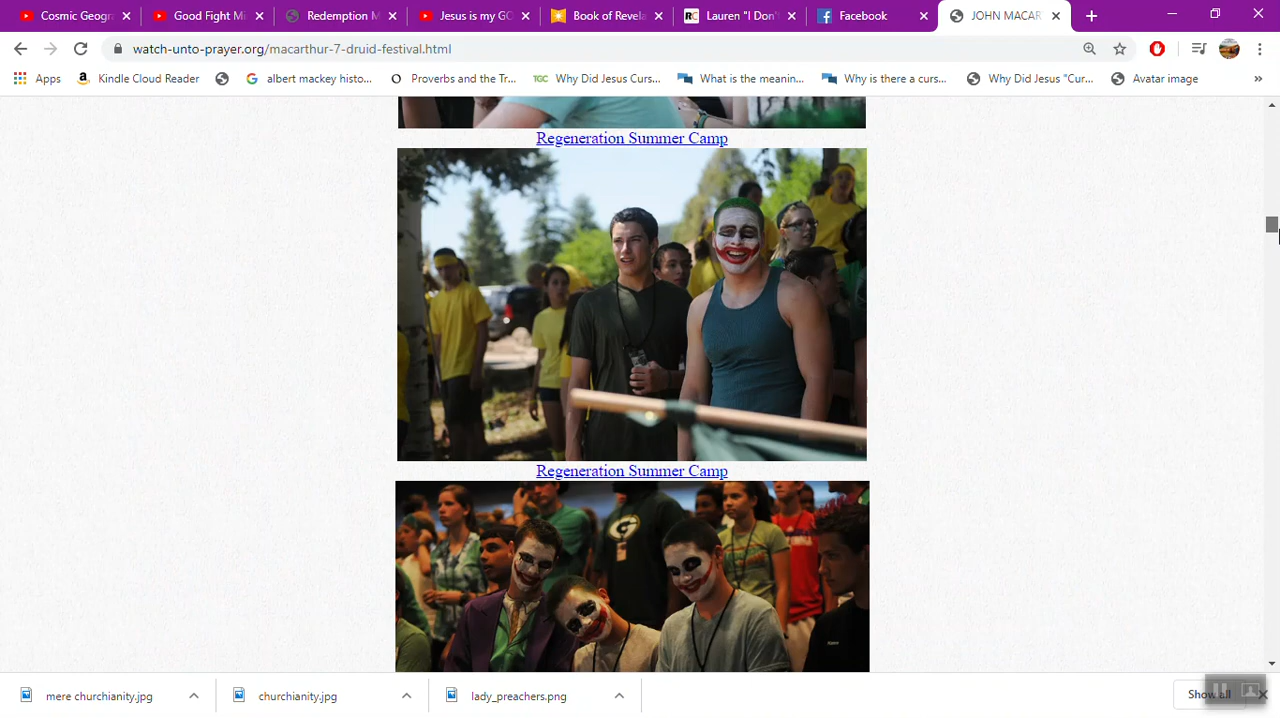 Cosmic Geogr
Good Fight Mi
Redemption M
Jesus is my GO
Book of Revela
RC
Lauren "I Don'
Facebook
JOHN MACAR
watch-unto-prayer.org/macarthur-7-druid-festival.html
Apps
Kindle Cloud Reader
albert mackey histo...
Proverbs and the Tr...
TGC
Why Did Jesus Curs...
What is the meanin...
Why is there a curs...
Why Did Jesus "Cur...
Avatar image
Regeneration Summer Camp
Regeneration Summer Camp
G
mere churchianity.jpg
churchianity.jpg
lady_preachers.png
Show all